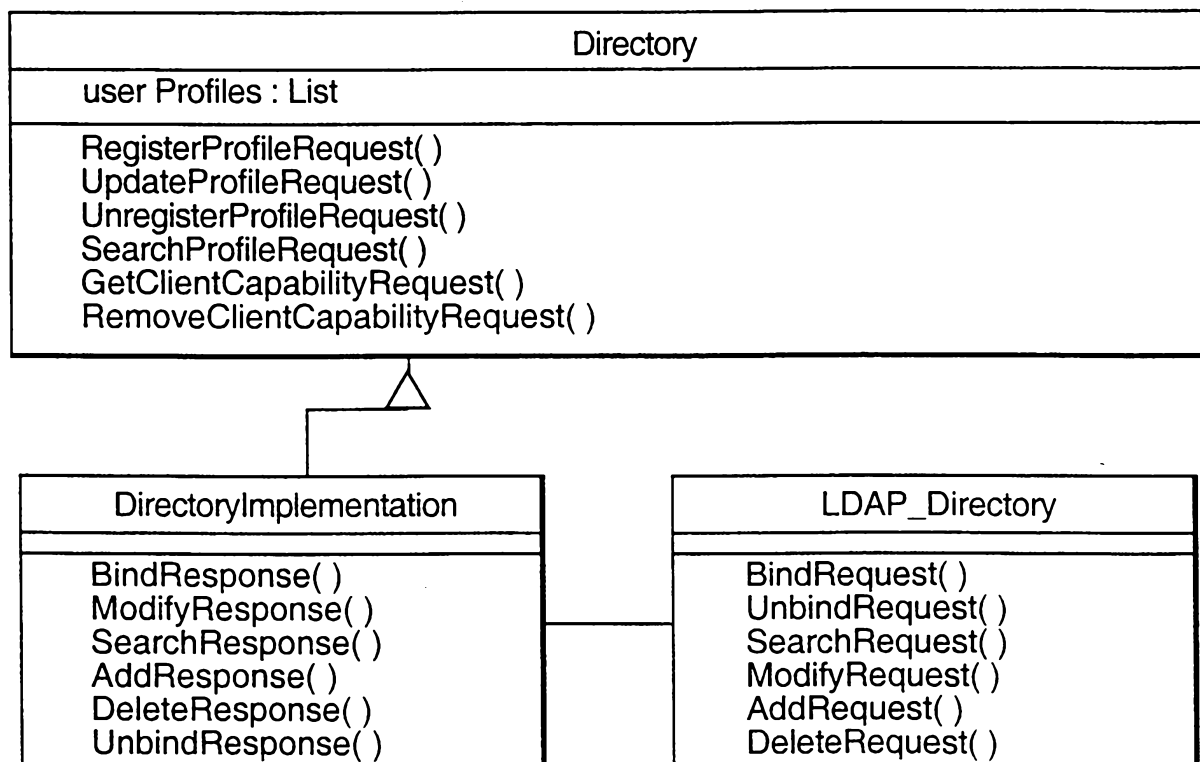 Directory
user Profiles : List
RegisterProfileRequest( )
UpdateProfileRequest( )
UnregisterProfileRequest( )
SearchProfileRequest( )
GetClientCapabilityRequest( )
RemoveClientCapabilityRequest( )
DirectoryImplementation
BindResponse( )
ModifyResponse( )
SearchResponse( )
AddResponse( )
DeleteResponse( )
UnbindResponse( )
LDAP_Directory
BindRequest( )
UnbindRequest( )
SearchRequest( )
ModifyRequest( )
AddRequest( )
DeleteRequest( )